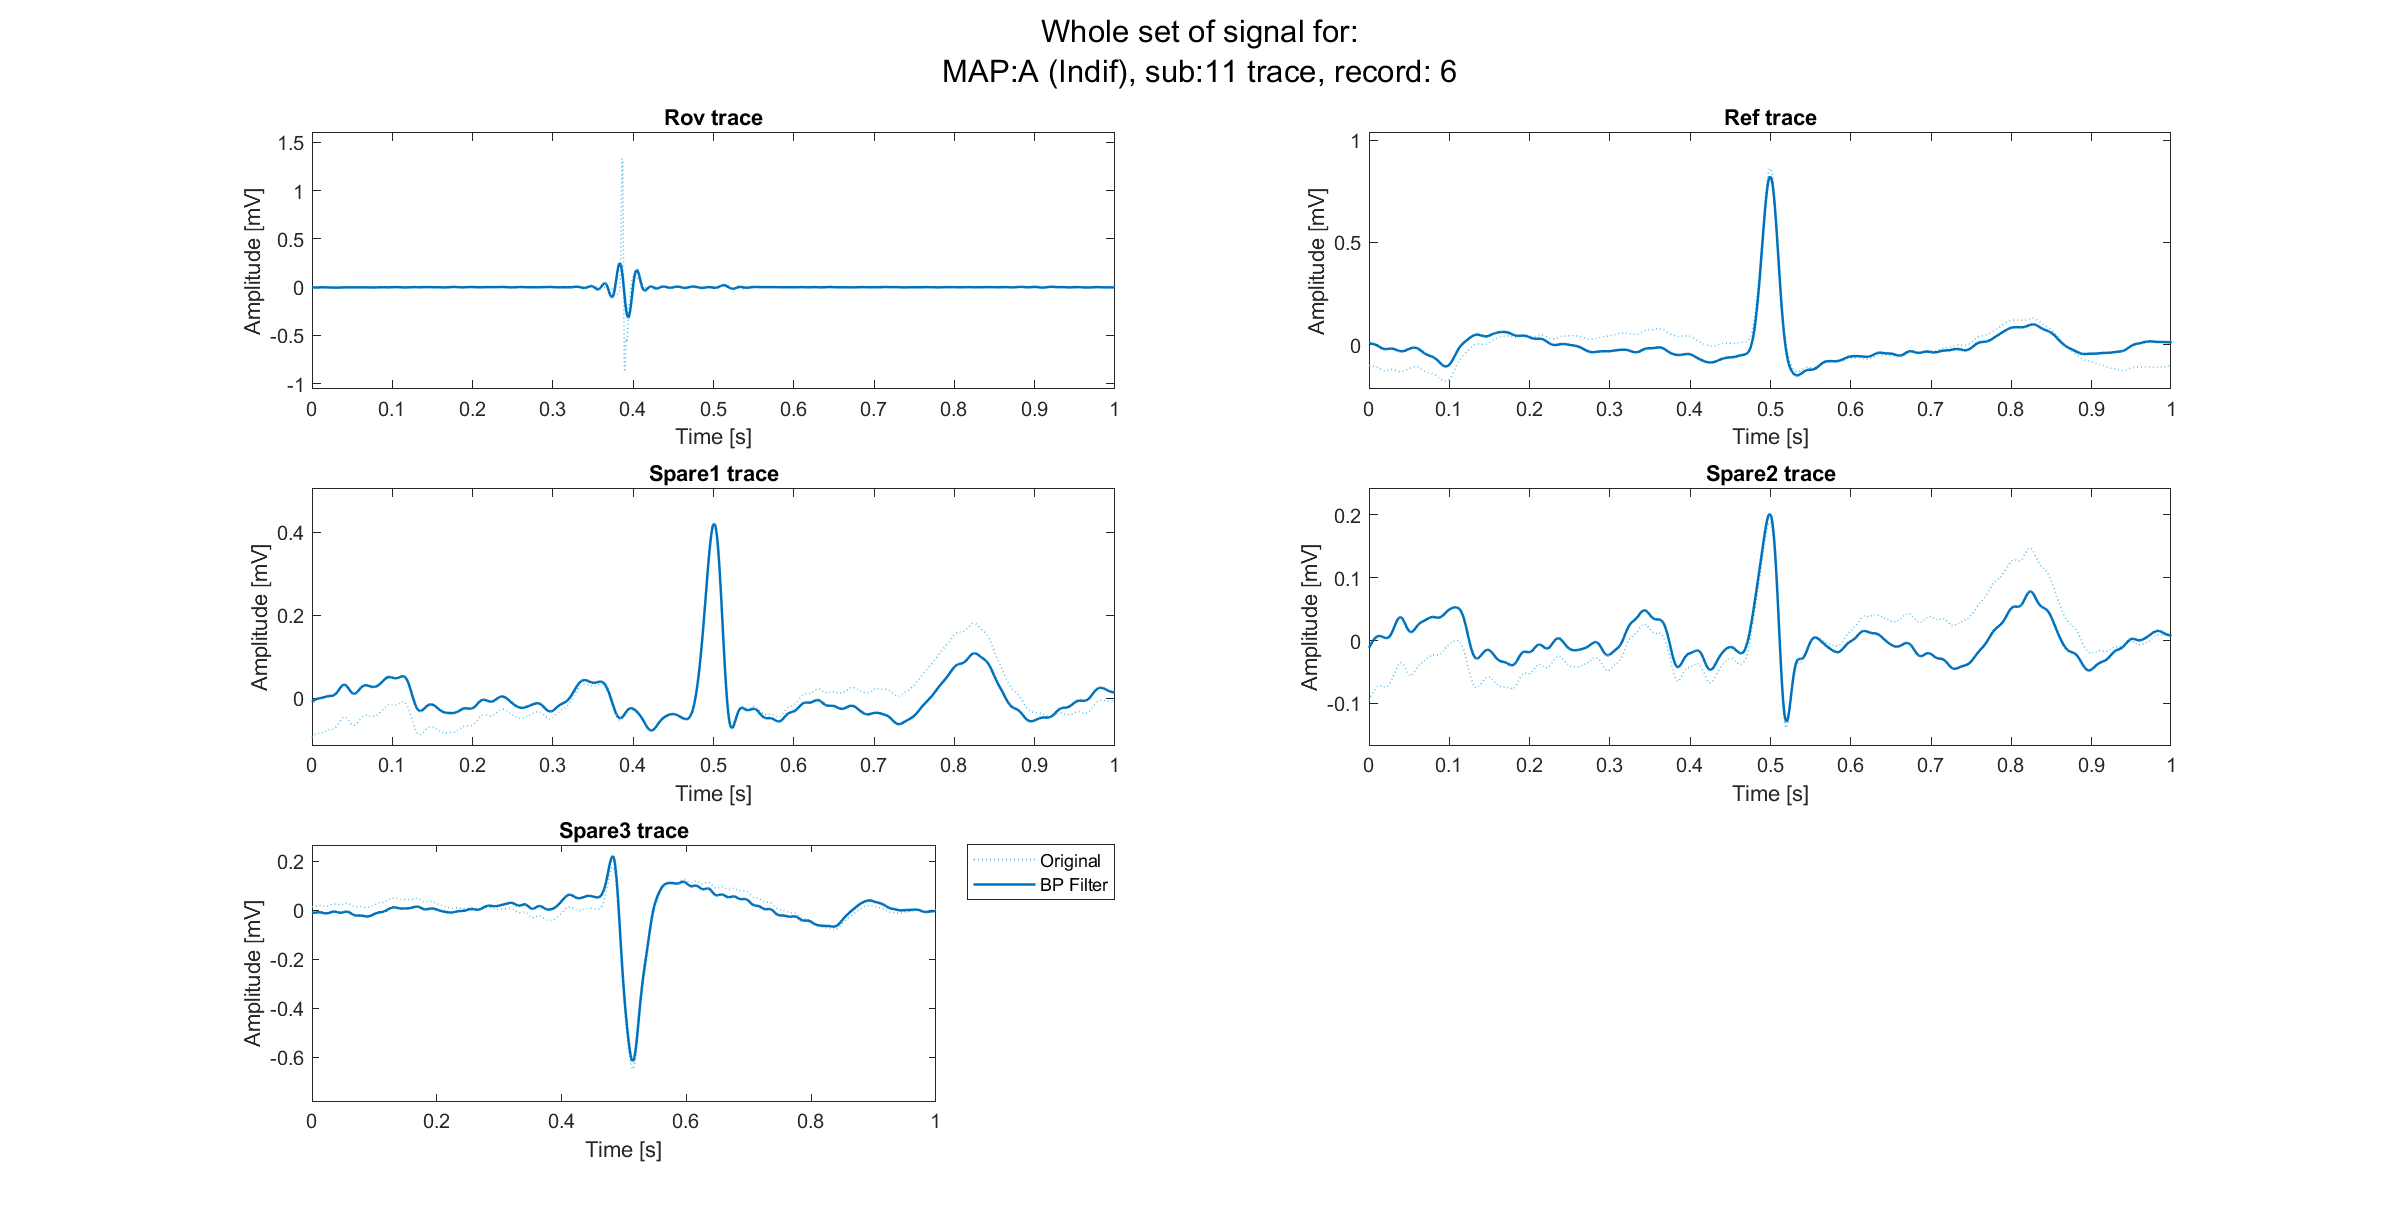 Whole set of signal for:
MAP:A (Indif), sub:11 trace, record: 6
Rov trace
Amplitude [mV]
1.5
1
0.5
0
-0.5
-1
0 0.1 0.2 0.3 0.4 0.5 0.6 0.7 0.8 0.9 1
Time [s]
Ref trace
Amplitude [mV]
1
0.5
0
0 0.1 0.2 0.3 0.4 0.5 0.6 0.7 0.8 0.9 1
Time [s]
Spare1 trace
Amplitude [mV]
0.4
0.2
0
0 0.1 0.2 0.3 0.4 0.5 0.6 0.7 0.8 0.9 1
Time [s]
Spare2 trace
Amplitude [mV]
0.2
0.1
0
-0.1
0 0.1 0.2 0.3 0.4 0.5 0.6 0.7 0.8 0.9 1
Time [s]
Spare3 trace
Amplitude [mV]
0.2
0
-0.2
-0.4
-0.6
0 0.2 0.4 0.6 0.8 1
Time [s]
Original
BP Filter